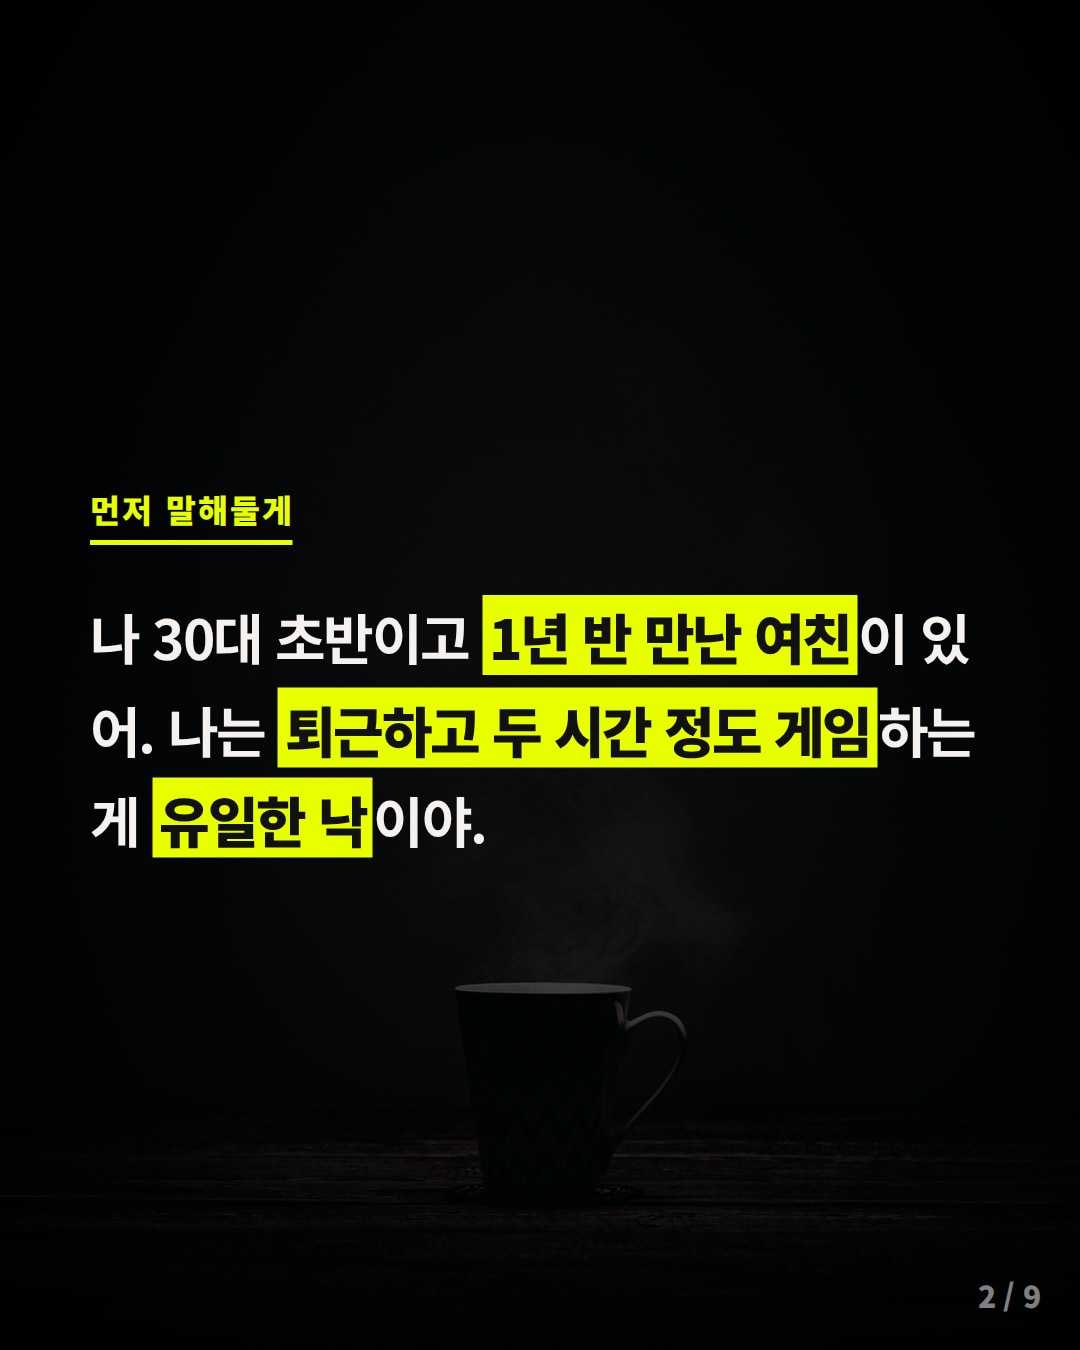 먼저 말해둘게
나 30대 초반이고 1년 반 만난 여친이 있
어. 나는 퇴근하고 두 시간 정도 게임하는
게 유일한 낙이야.
2 / 9